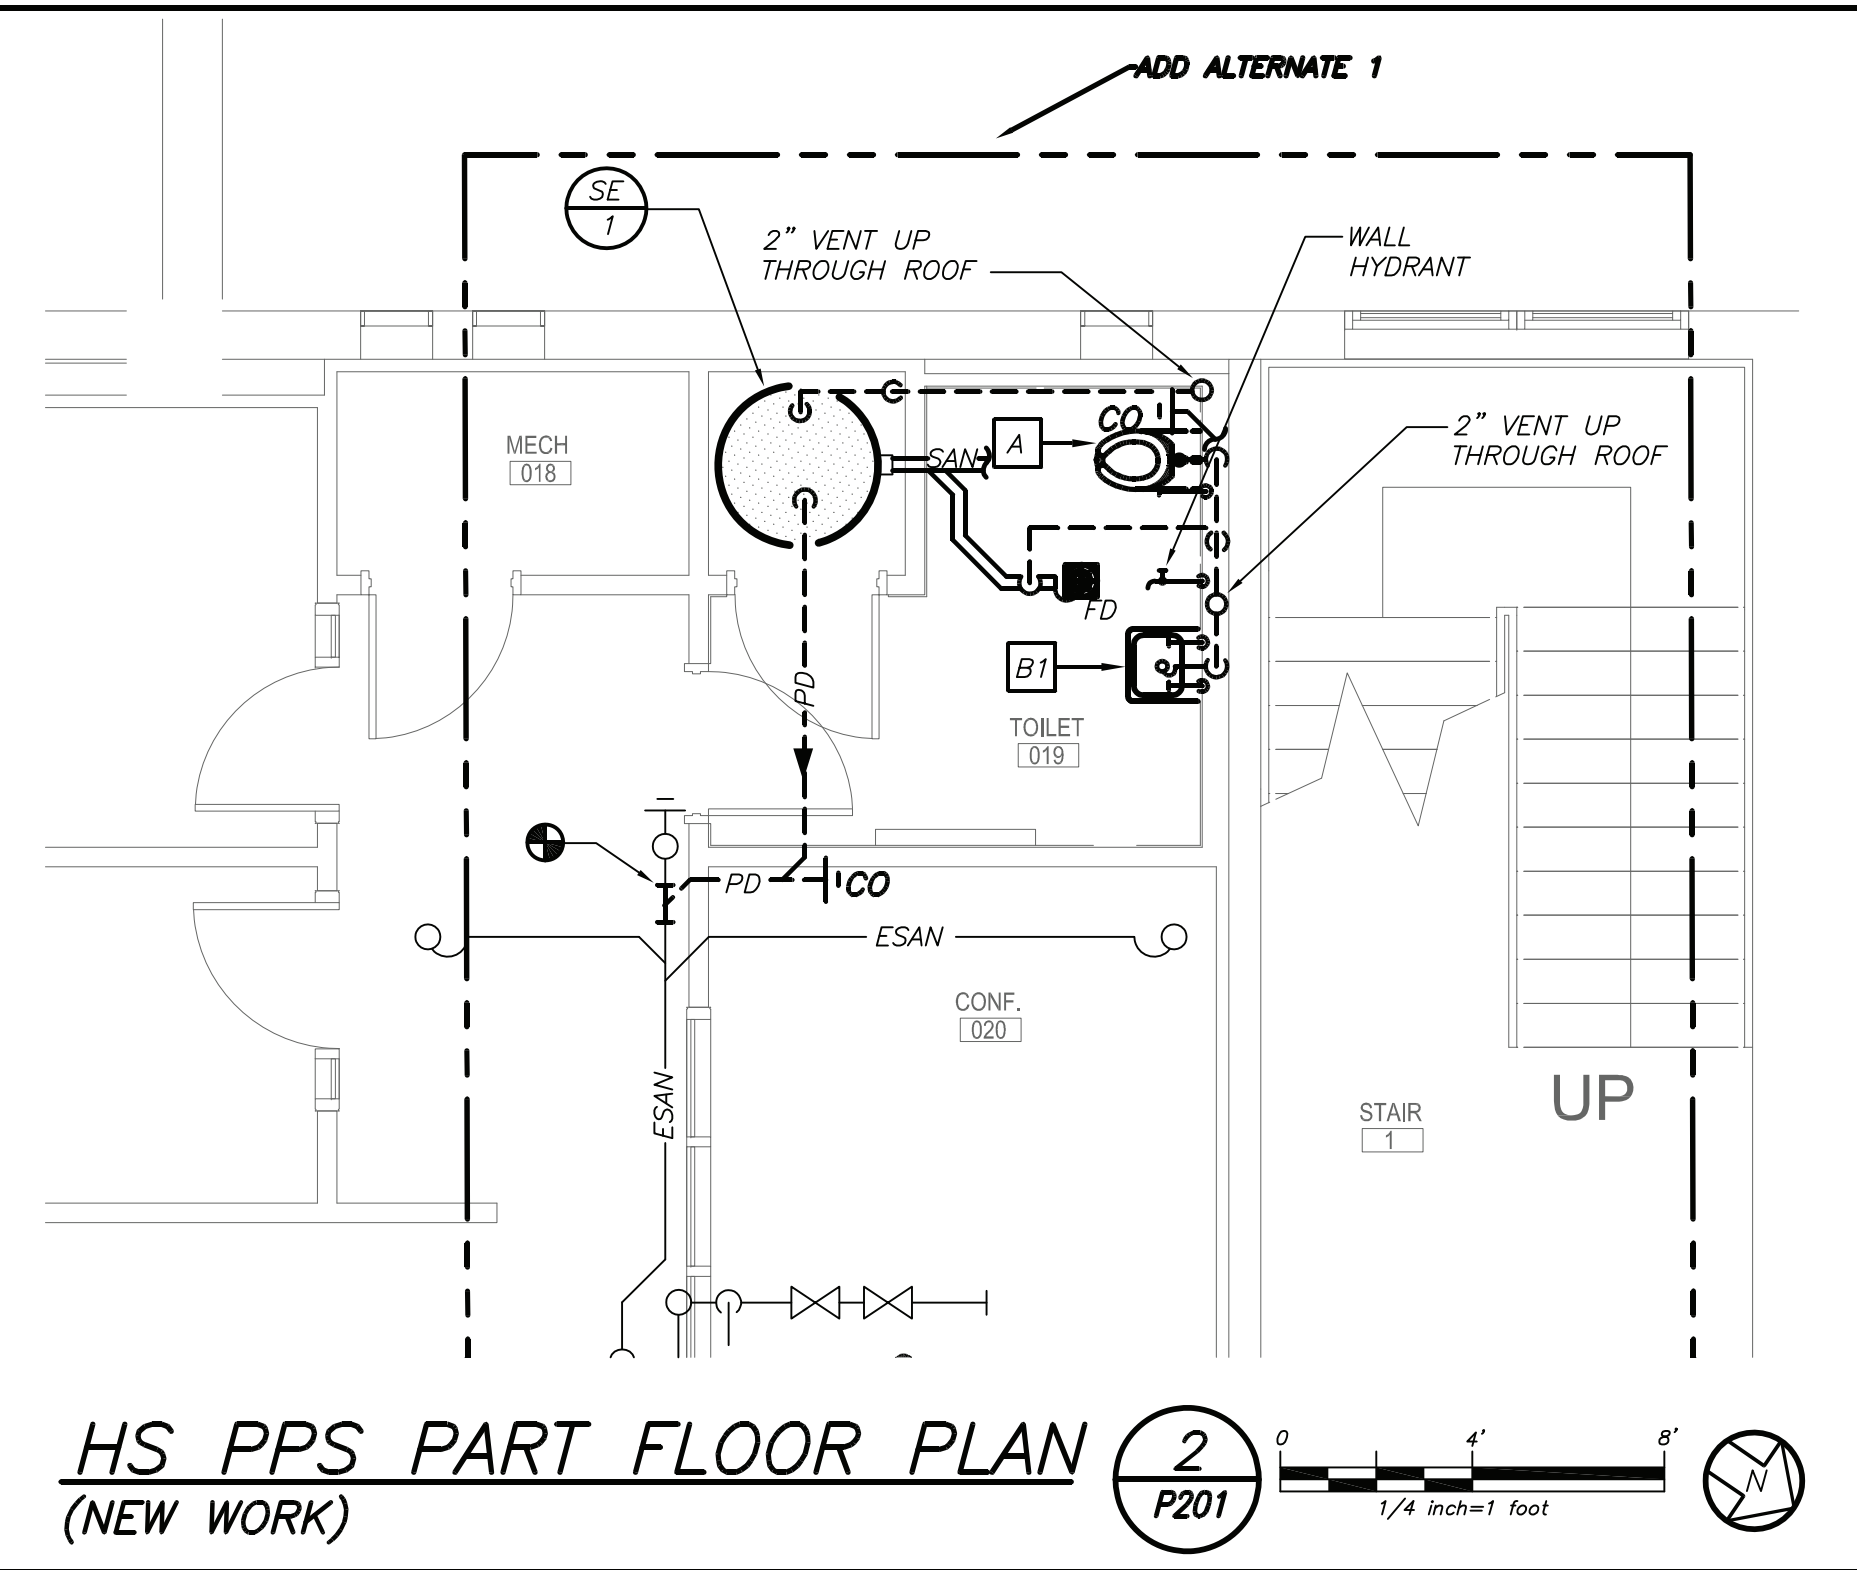 ADD ALTERNATE 1
SE
1
2” VENT UP
THROUGH ROOF
WALL
HYDRANT
2” VENT UP
THROUGH ROOF
MECH
018
CO
SAN
A
FD
B1
PD
TOILET
019
PD
CO
ESAN
CONF.
020
ESAN
STAIR
1
UP
HS PPS PART FLOOR PLAN
(NEW WORK)
2
P201
0 4’ 8’
1/4 inch=1 foot
N